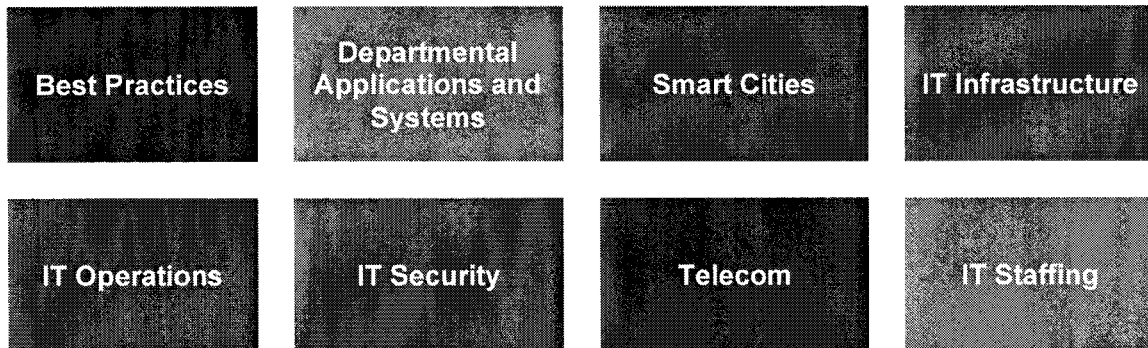 Best Practices
Departmental
Applications and
Systems
Smart Cities
IT Infrastructure
IT Operations
IT Security
Telecom
IT Staffing